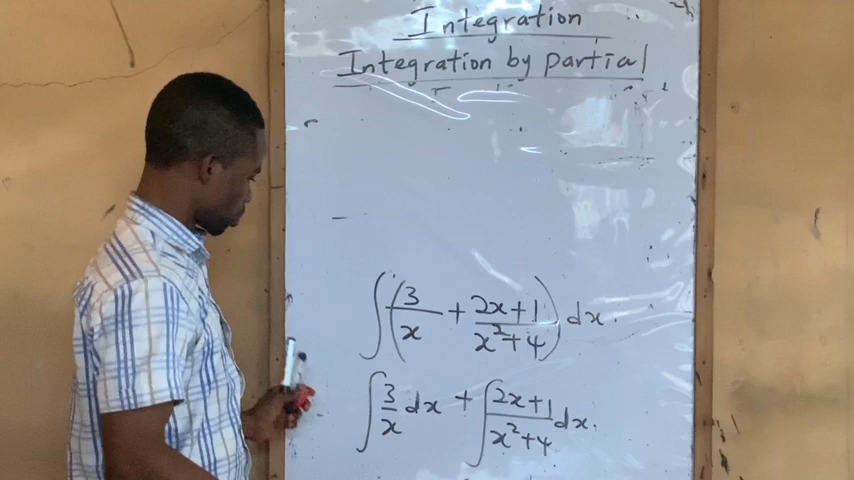 Integration
Integration by partial
∫(3/x + (2x+1)/(x²+4)) dx.
∫3/x dx + ∫(2x+1)/(x²+4) dx.